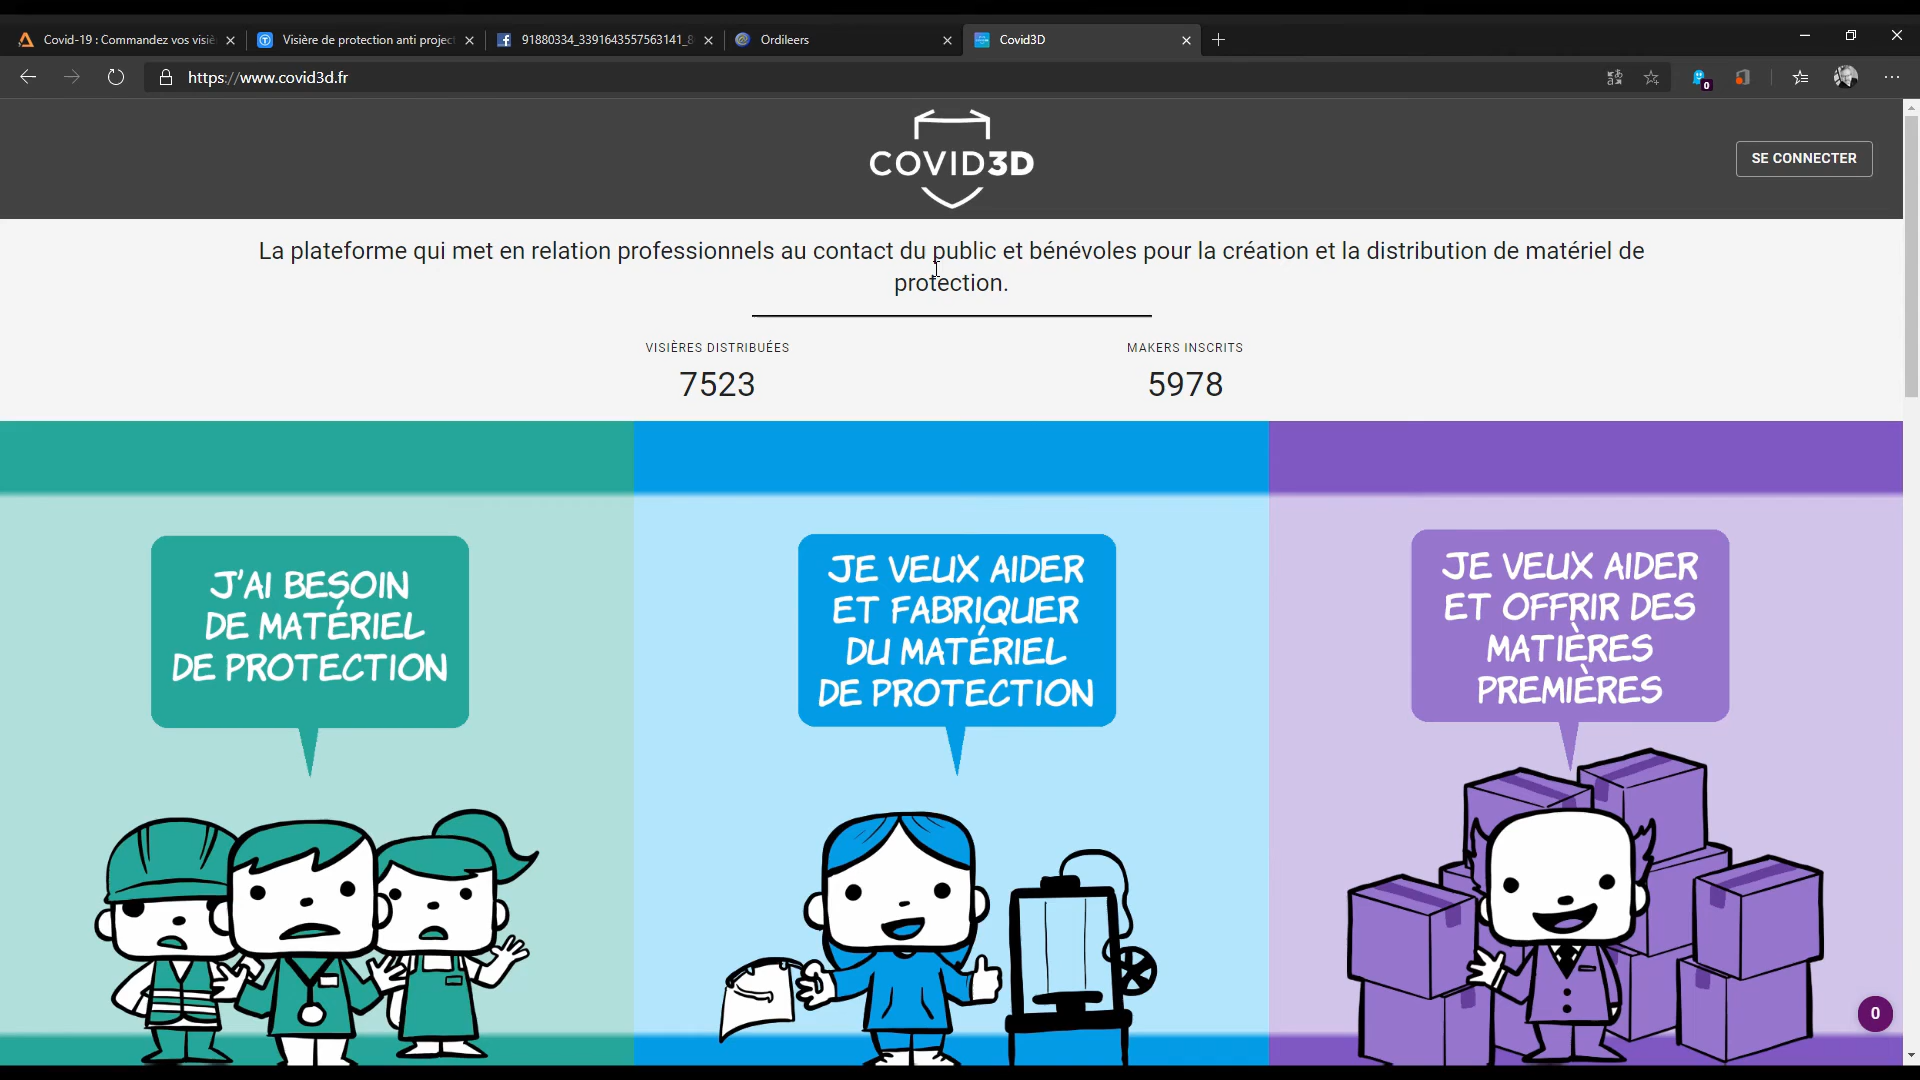 Covid-19 : Commandez vos visiè
Visière de protection anti project
91880334_3391643557563141_8
Ordileers
Covid3D
https://www.covid3d.fr
0
COVID3D
SE CONNECTER
La plateforme qui met en relation professionnels au contact du public et bénévoles pour la création et la distribution de matériel de
protection.
VISIÈRES DISTRIBUÉES
7523
MAKERS INSCRITS
5978
J'AI BESOIN
DE MATÉRIEL
DE PROTECTION
JE VEUX AIDER
ET FABRIQUER
DU MATÉRIEL
DE PROTECTION
JE VEUX AIDER
ET OFFRIR DES
MATIÈRES
PREMIÈRES
0